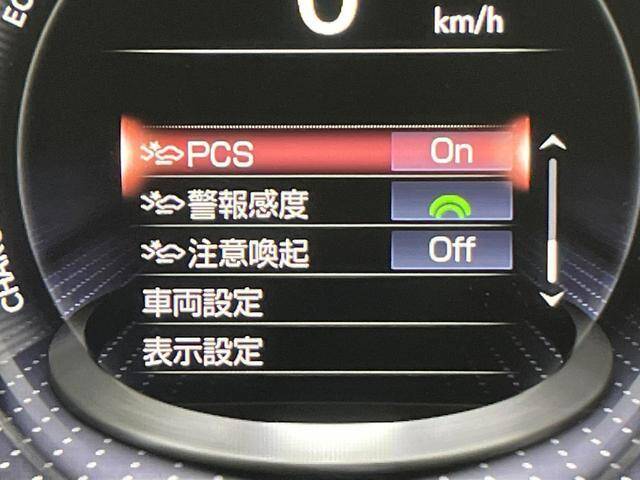 0
km/h
PCS On
警報感度
注意喚起 Off
車両設定
表示設定